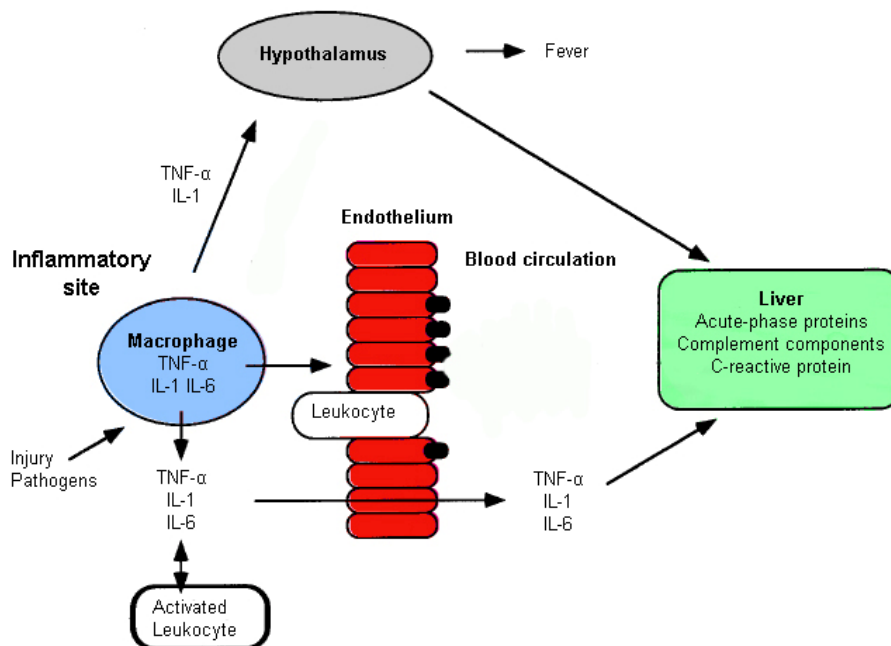 Hypothalamus
Fever
TNF-α
IL-1
Endothelium
Blood circulation
Inflammatory
site
Liver
Acute-phase proteins
Complement components
C-reactive protein
Macrophage
TNF-α
IL-1 IL-6
Leukocyte
Injury
Pathogens
TNF-α
IL-1
IL-6
TNF-α
IL-1
IL-6
Activated
Leukocyte